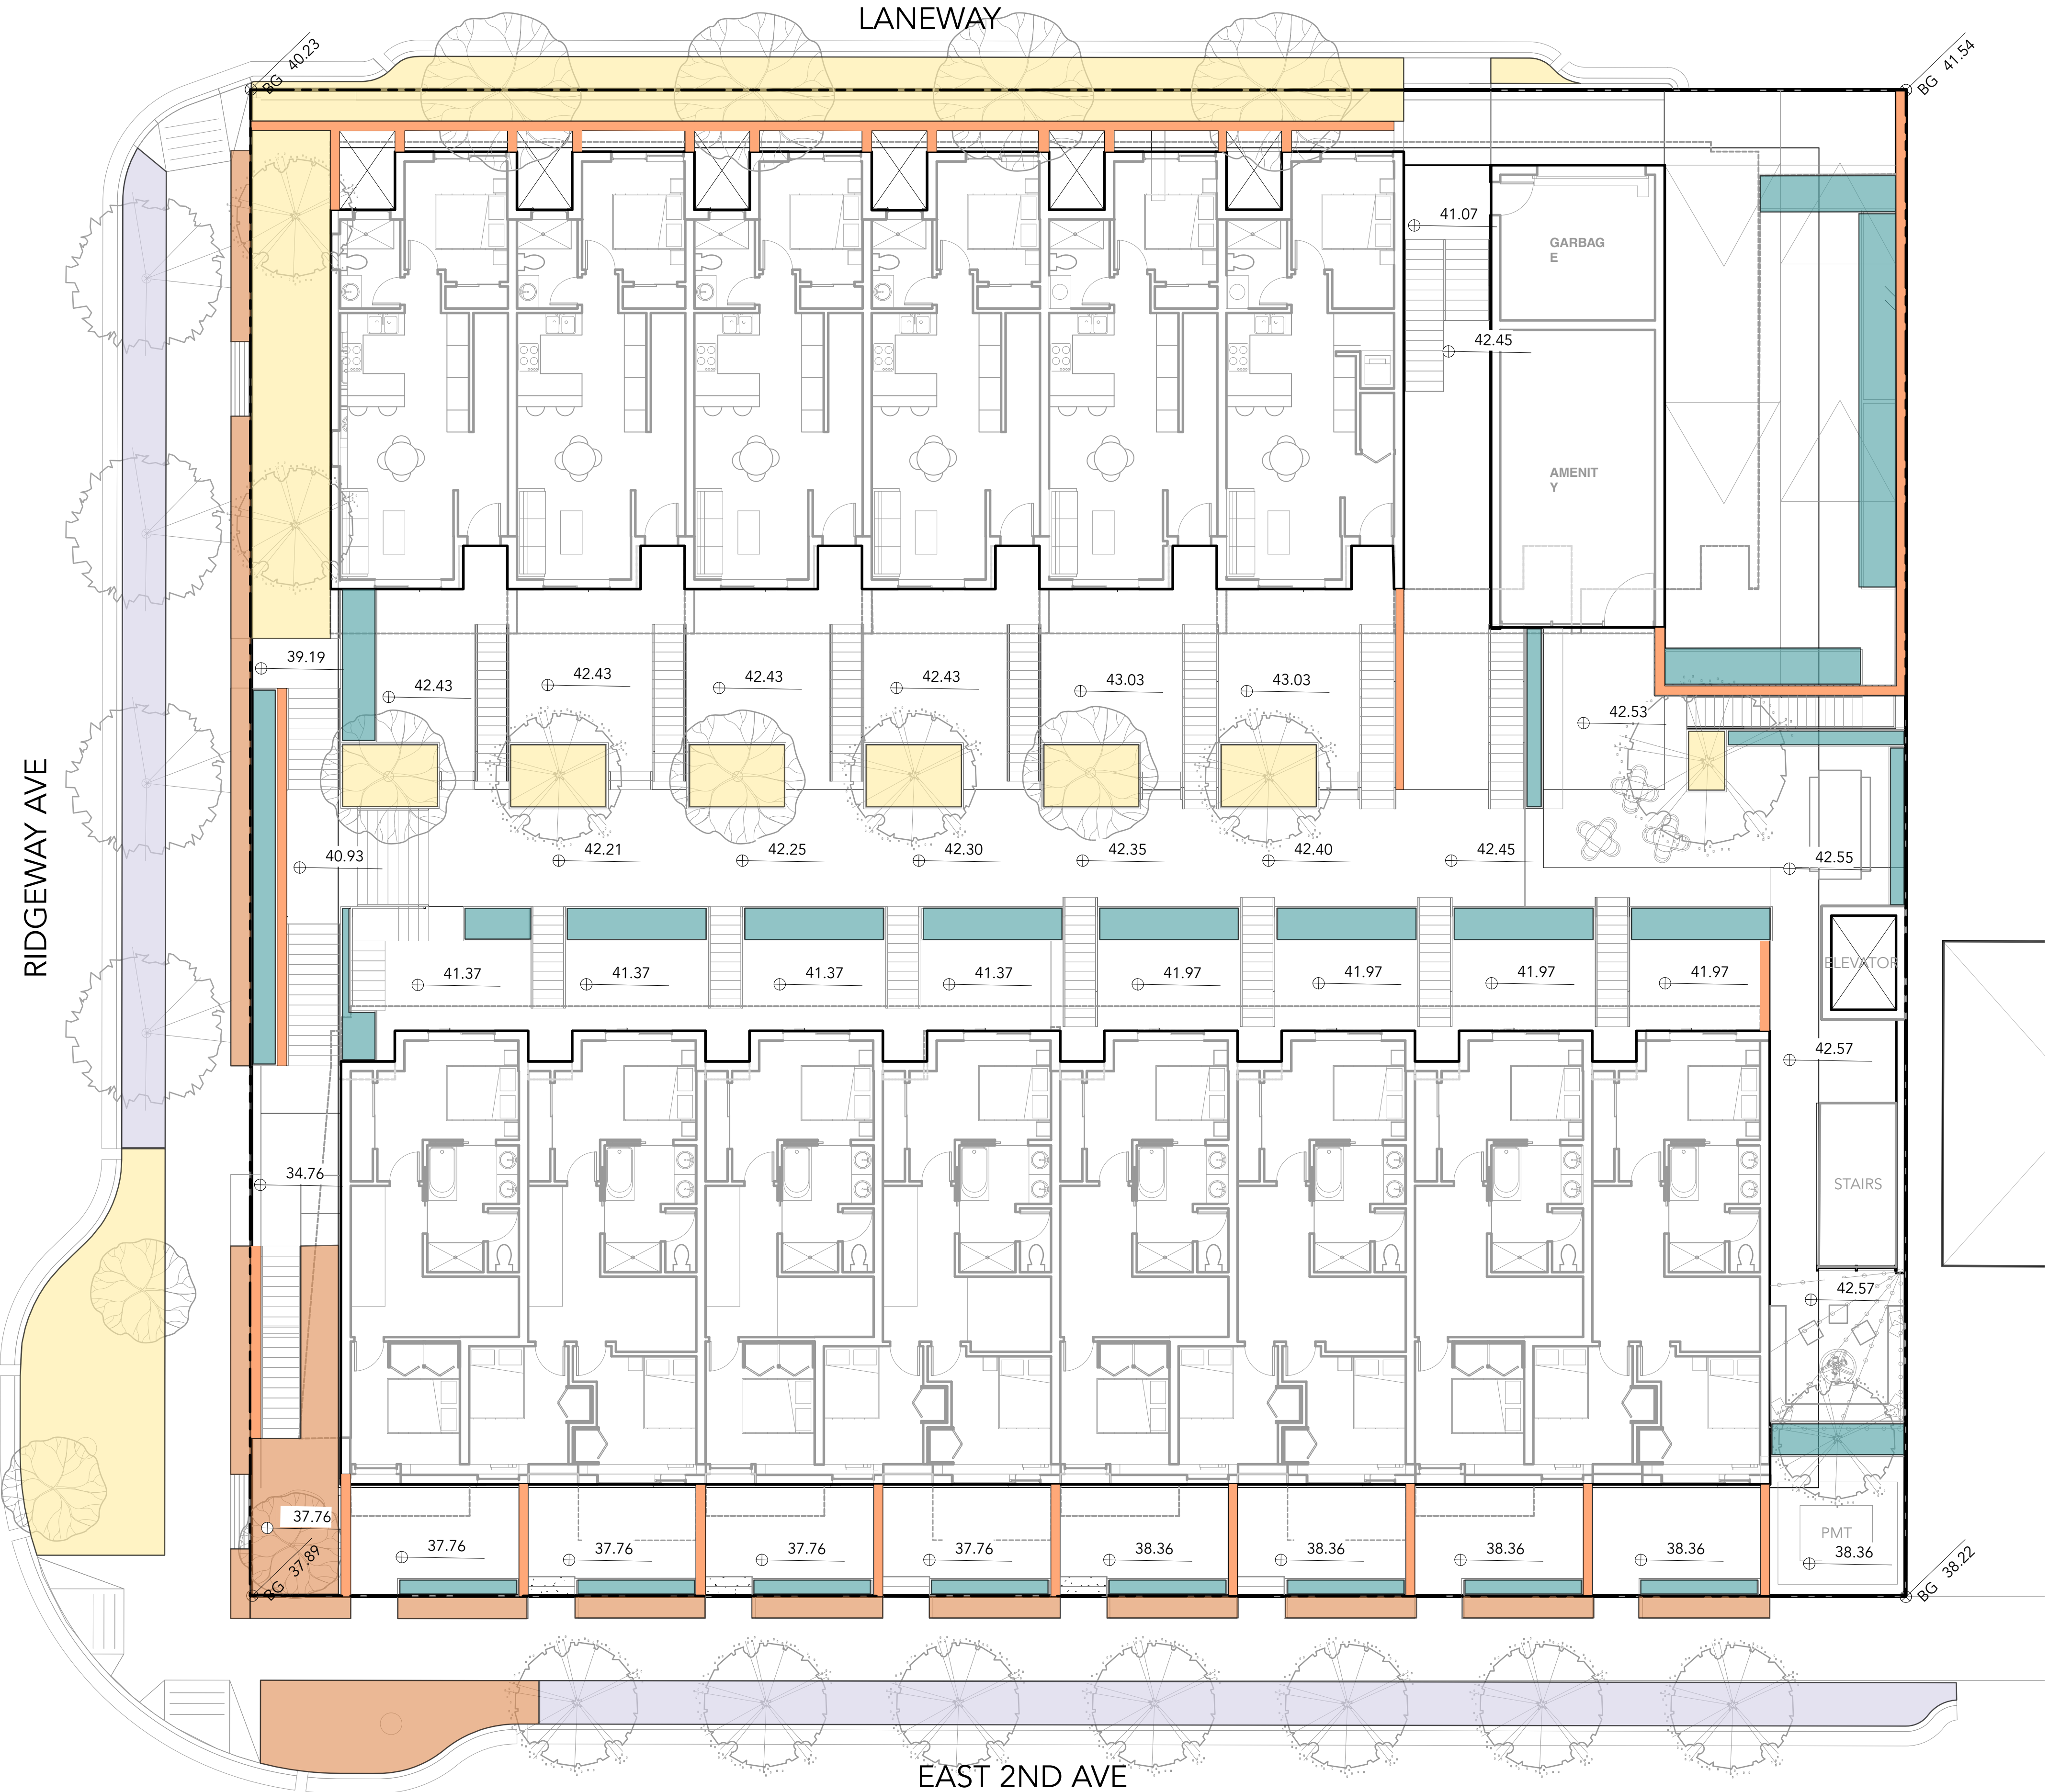 LANEWAY
BG 40.23
BG 41.54
41.07
GARBAG
E
42.45
AMENIT
Y
39.19
42.43
42.43
42.43
42.43
43.03
43.03
42.53
RIDGEWAY AVE
40.93
42.21
42.25
42.30
42.35
42.40
42.45
42.55
41.37
41.37
41.37
41.37
41.97
41.97
41.97
41.97
ELEVATOR
42.57
34.76
STAIRS
42.57
37.76
37.76
37.76
37.76
37.76
38.36
38.36
38.36
38.36
PMT
38.36
BG 37.89
BG 38.22
EAST 2ND AVE